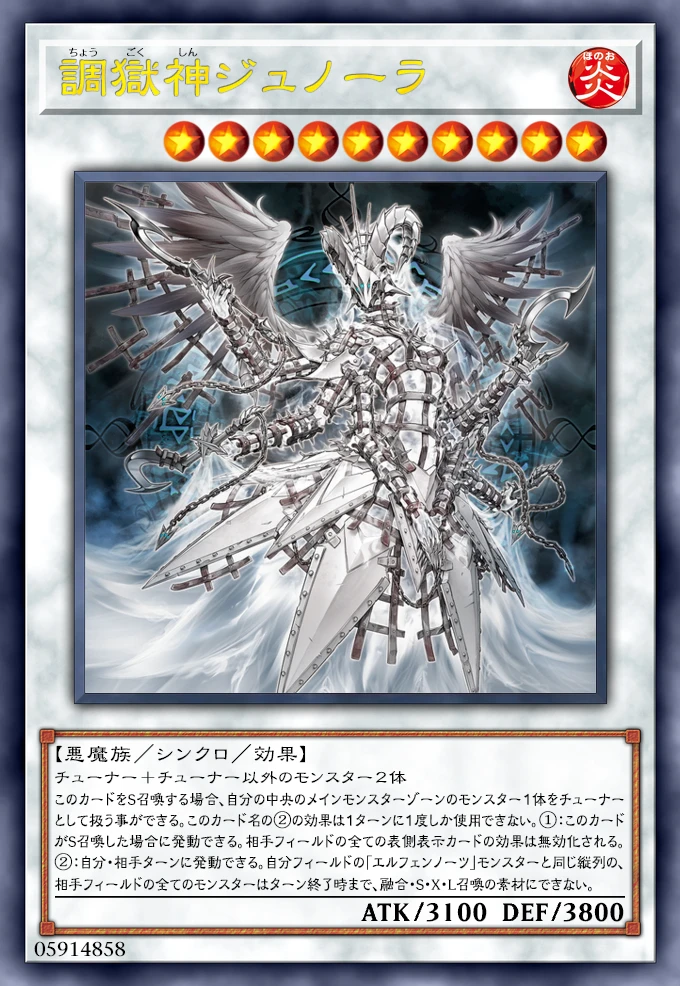 ちょう ごく しん
調獄神ジュノーラ
ほのお
炎
【悪魔族／シンクロ／効果】
チューナー＋チューナー以外のモンスター２体
このカードをS召喚する場合、自分の中央のメインモンスターゾーンのモンスター１体をチューナー
として扱う事ができる。このカード名の②の効果は１ターンに１度しか使用できない。①：このカード
がS召喚した場合に発動できる。相手フィールドの全ての表側表示カードの効果は無効化される。
②：自分・相手ターンに発動できる。自分フィールドの「エルフェンノーツ」モンスターと同じ縦列の、
相手フィールドの全てのモンスターはターン終了時まで、融合・S・X・L召喚の素材にできない。
ATK/3100 DEF/3800
05914858